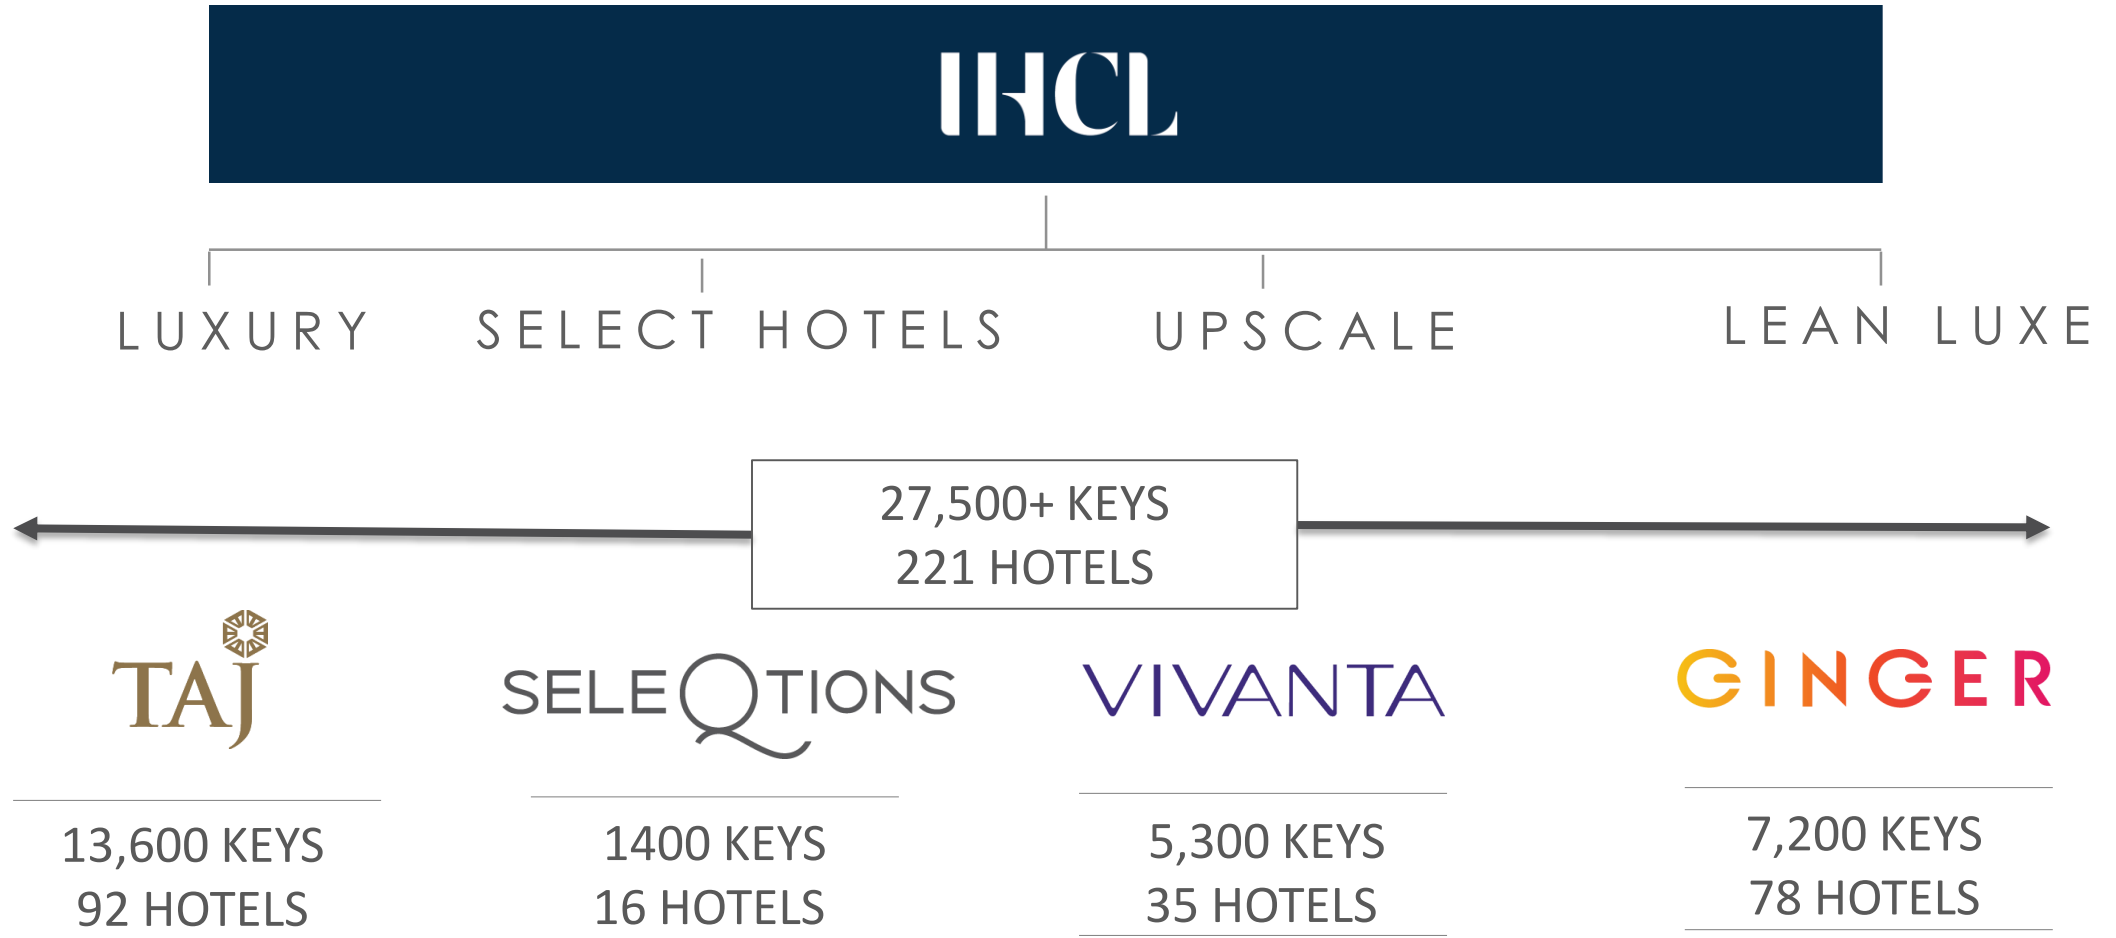 IHCL
LUXURY
SELECT HOTELS
UPSCALE
LEAN LUXE
27,500+ KEYS
221 HOTELS
TAJ
SELEQTIONS
VIVANTA
GINGER
13,600 KEYS
92 HOTELS
1400 KEYS
16 HOTELS
5,300 KEYS
35 HOTELS
7,200 KEYS
78 HOTELS